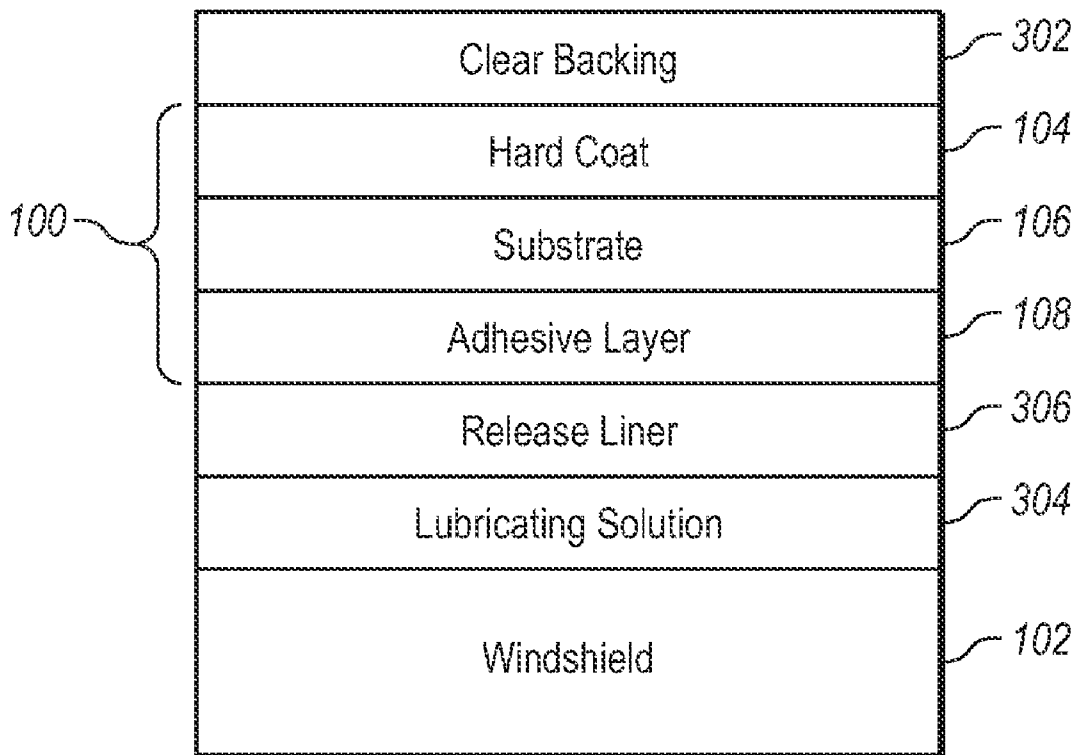 Clear Backing 302
Hard Coat 104
100
Substrate 106
Adhesive Layer 108
Release Liner 306
Lubricating Solution 304
Windshield 102